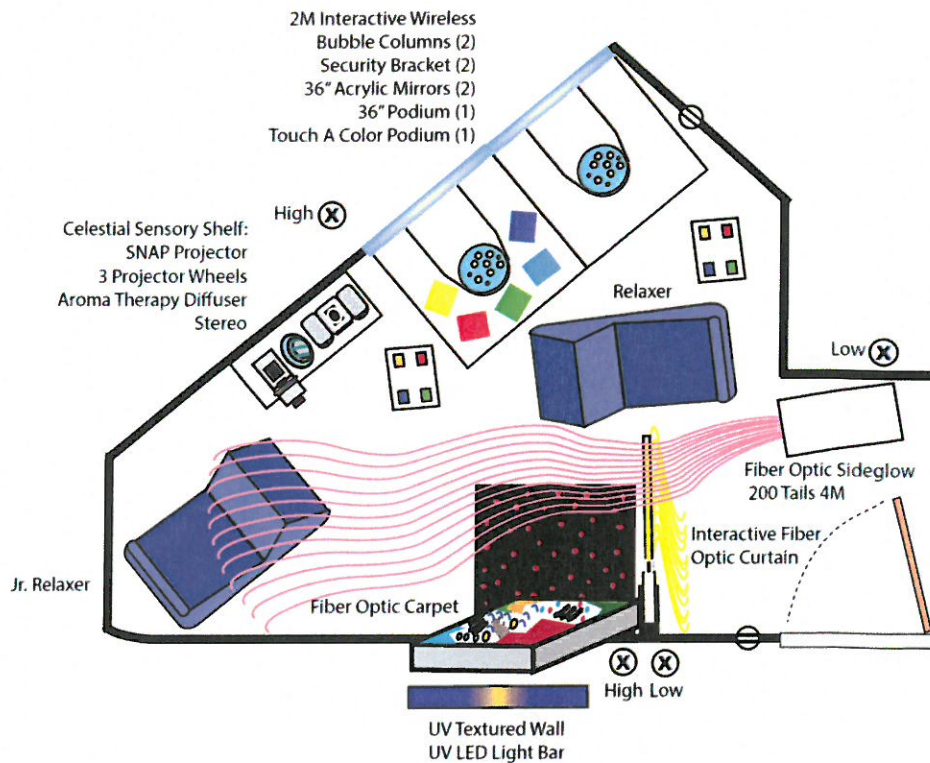 2M Interactive Wireless
Bubble Columns (2)
Security Bracket (2)
36" Acrylic Mirrors (2)
36" Podium (1)
Touch A Color Podium (1)
High
Celestial Sensory Shelf:
SNAP Projector
3 Projector Wheels
Aroma Therapy Diffuser
Stereo
Relaxer
Low
Fiber Optic Sideglow
200 Tails 4M
Interactive Fiber
Optic Curtain
Jr. Relaxer
Fiber Optic Carpet
High Low
UV Textured Wall
UV LED Light Bar